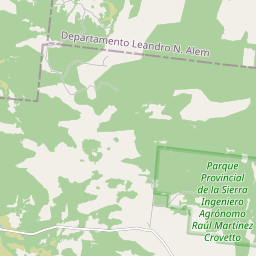 Departamento Leandro N. Alem
Parque
Provincial
de la Sierra
Ingeniero
Agrónomo
Raúl Martínez
Crovetto